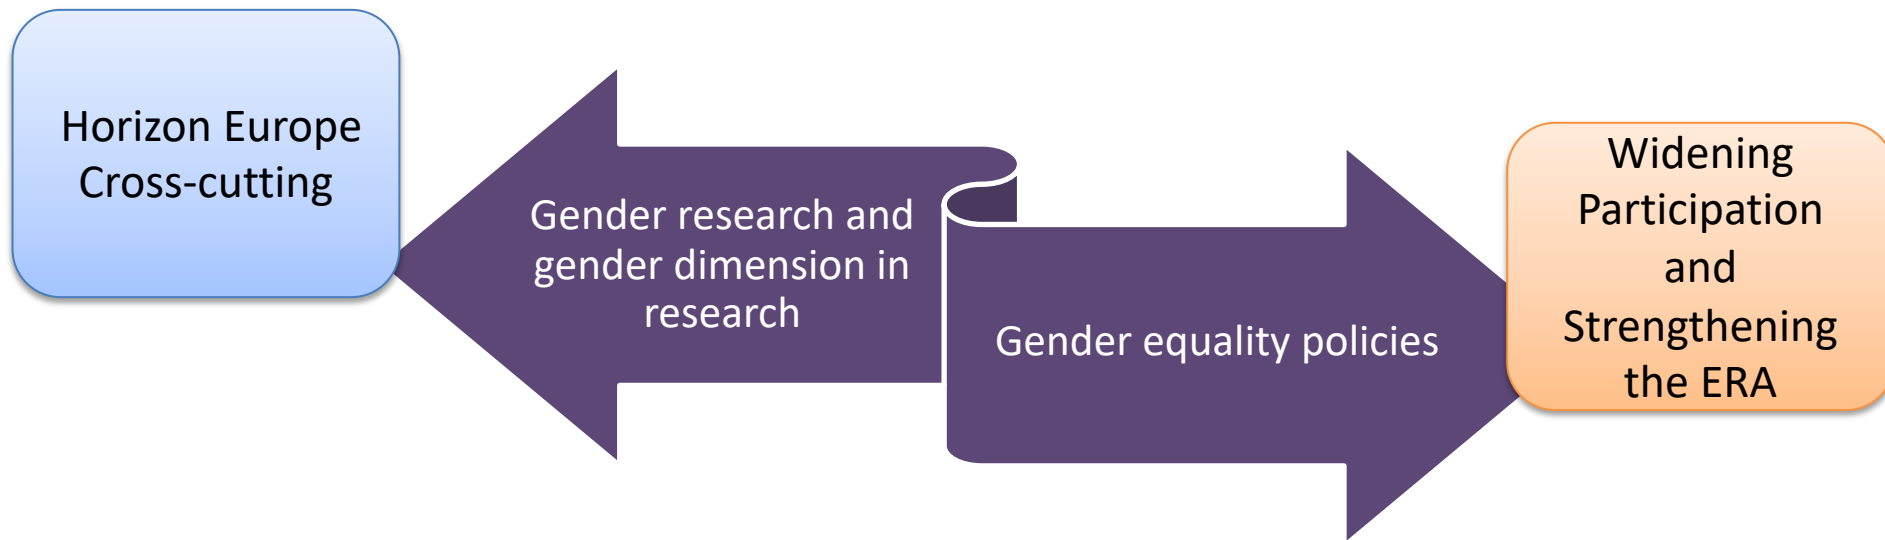 Horizon Europe
Cross-cutting
Gender research and
gender dimension in
research
Gender equality policies
Widening
Participation
and
Strengthening
the ERA